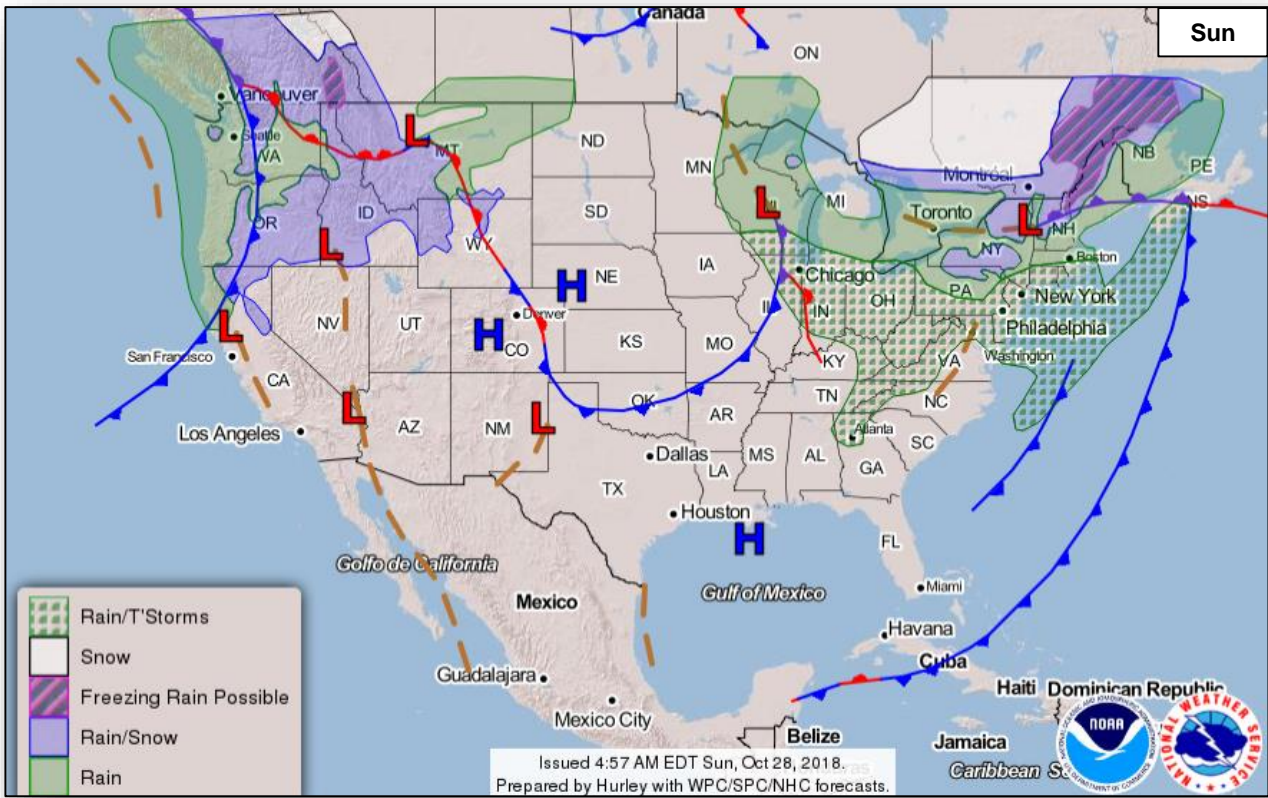 Canada
Sun
ON
Vancouver
Seattle
WA
MT
ND
MN
NB
PE
Montréal
NS
OR
ID
SD
WI
MI
Toronto
NH
WY
NY
Boston
IA
Chicago
PA
New York
NE
NV
UT
Denver
CO
IL
IN
OH
Philadelphia
San Francisco
KS
MO
KY
VA
Washington
CA
OK
TN
NC
Los Angeles
AZ
NM
AR
Atlanta
SC
Dallas
LA
MS
AL
GA
TX
Houston
FL
Golfo de California
Gulf of Mexico
Miami
Mexico
Havana
Cuba
Guadalajara
Haiti
Dominican Republic
Mexico City
Belize
Jamaica
Caribbean
L
L
L
L
L
L
L
H
H
H
Rain/T'Storms
Snow
Freezing Rain Possible
Rain/Snow
Rain
Issued 4:57 AM EDT Sun, Oct 28, 2018.
Prepared by Hurley with WPC/SPC/NHC forecasts.
NOAA
NATIONAL WEATHER SERVICE